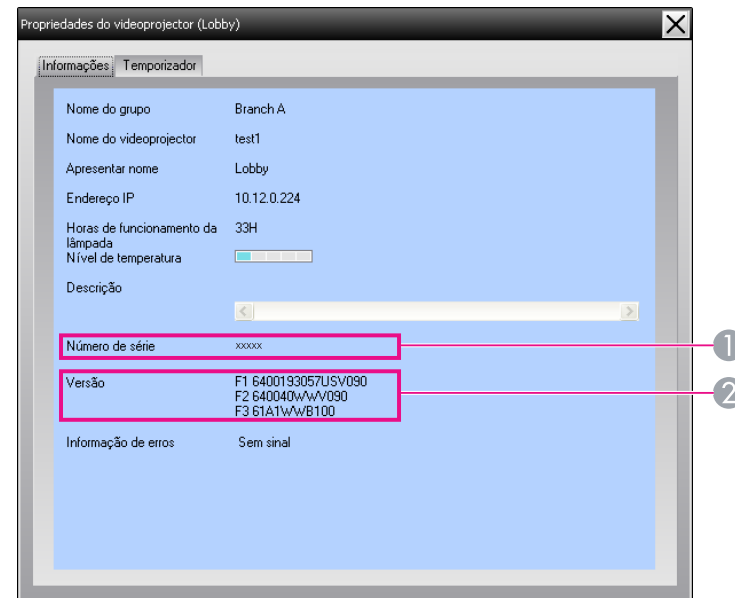 Propriedades do videoprojector (Lobby)
Informações Temporizador
Nome do grupo Branch A
Nome do videoprojector test1
Apresentar nome Lobby
Endereço IP 10.12.0.224
Horas de funcionamento da 33H
lâmpada
Nível de temperatura
Descrição
Número de série xxxxx
1
Versão F1 6400193057USV090
F2 640040WWV090
F3 61A1WWB100
2
Informação de erros Sem sinal